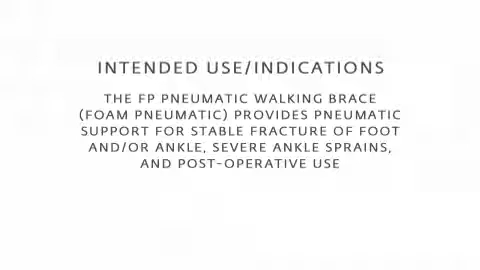 INTENDED USE/INDICATIONS
THE FP PNEUMATIC WALKING BRACE
(FOAM PNEUMATIC) PROVIDES PNEUMATIC
SUPPORT FOR STABLE FRACTURE OF FOOT
AND/OR ANKLE, SEVERE ANKLE SPRAINS,
AND POST-OPERATIVE USE